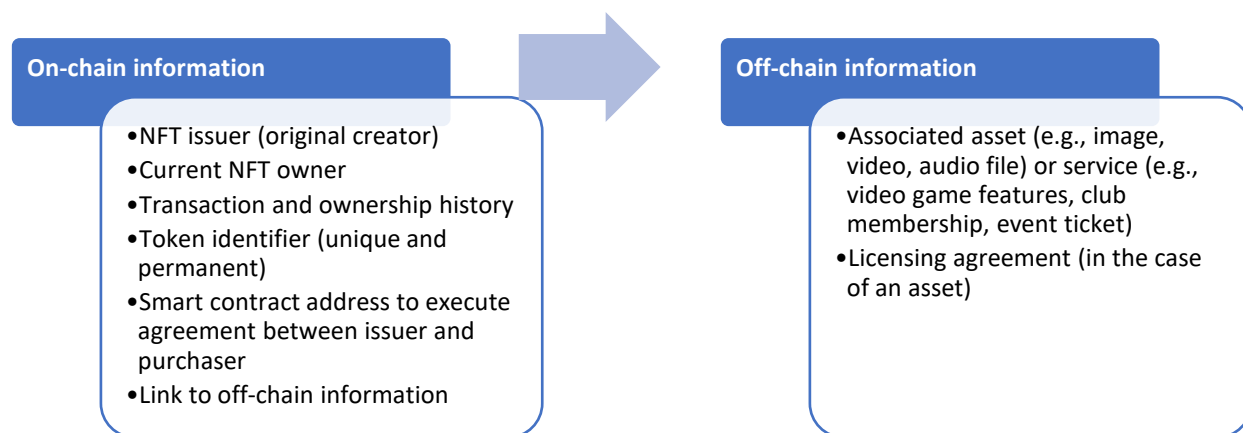 On-chain information
•NFT issuer (original creator)
•Current NFT owner
•Transaction and ownership history
•Token identifier (unique and
permanent)
•Smart contract address to execute
agreement between issuer and
purchaser
•Link to off-chain information
Off-chain information
•Associated asset (e.g., image,
video, audio file) or service (e.g.,
video game features, club
membership, event ticket)
•Licensing agreement (in the case
of an asset)